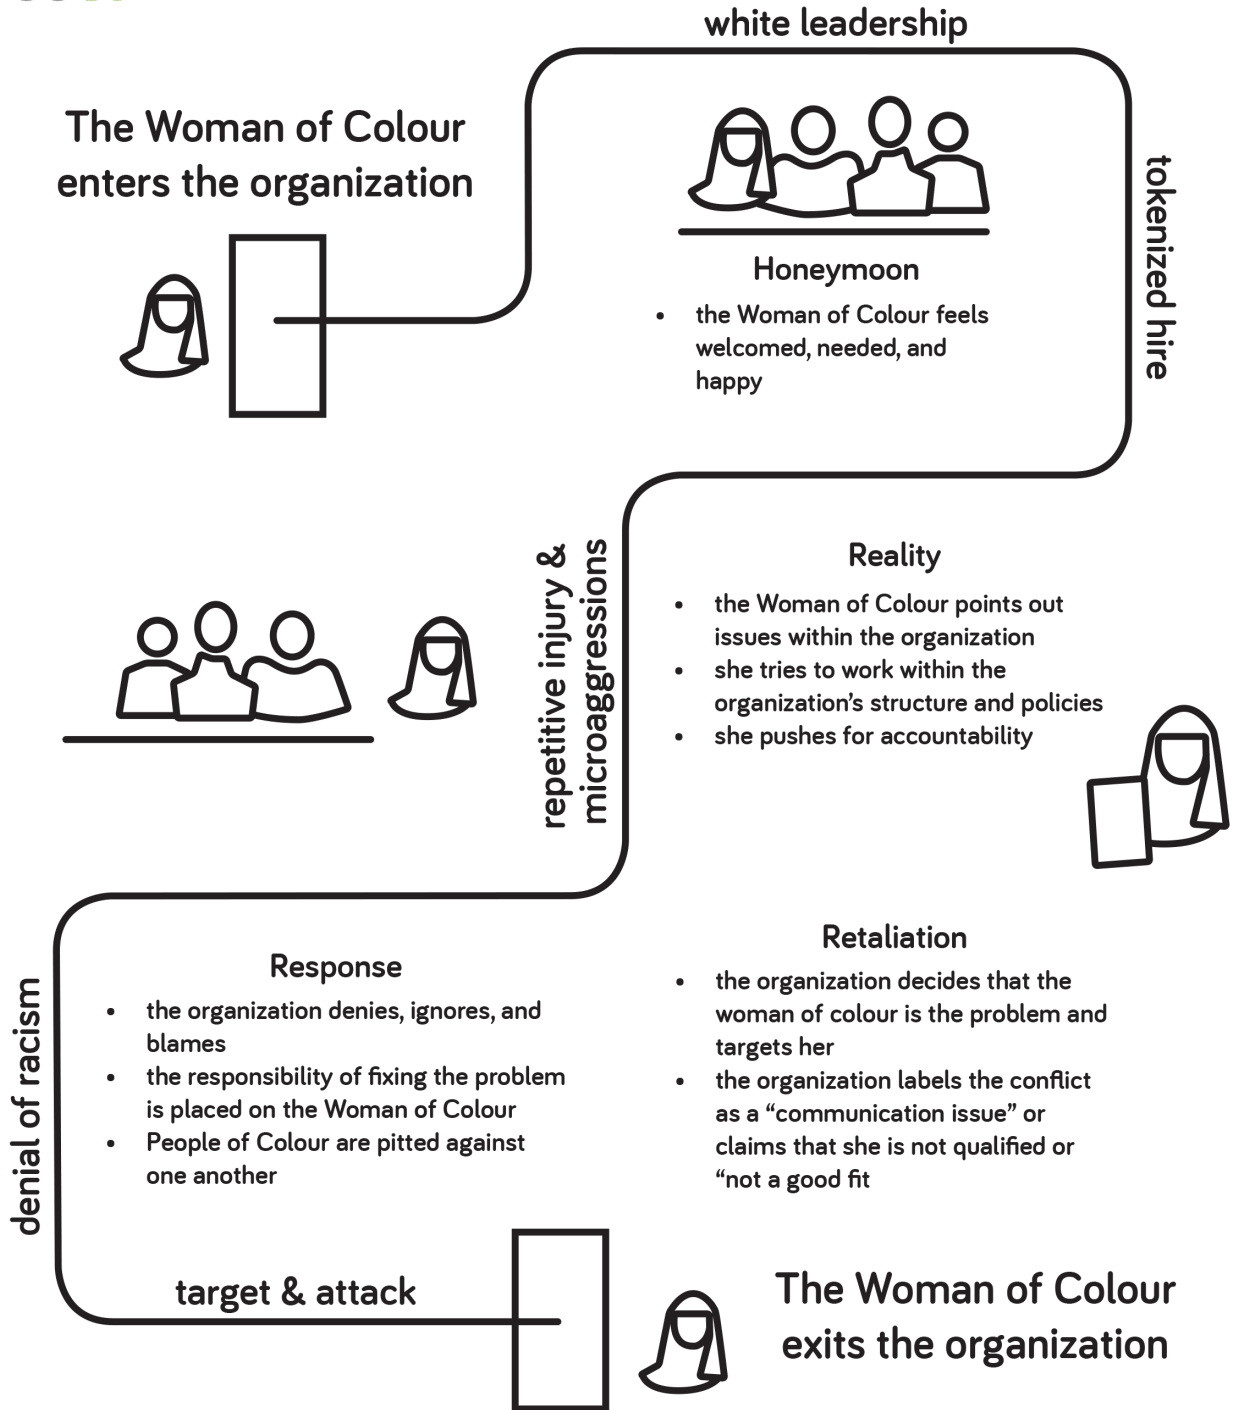 white leadership
The Woman of Colour
enters the organization
tokenized hire
Honeymoon
• the Woman of Colour feels
welcomed, needed, and
happy
repetitive injury &
microaggressions
Reality
• the Woman of Colour points out
issues within the organization
• she tries to work within the
organization’s structure and policies
• she pushes for accountability
denial of racism
Response
• the organization denies, ignores, and
blames
• the responsibility of fixing the problem
is placed on the Woman of Colour
• People of Colour are pitted against
one another
Retaliation
• the organization decides that the
woman of colour is the problem and
targets her
• the organization labels the conflict
as a “communication issue” or
claims that she is not qualified or
“not a good fit
target & attack
The Woman of Colour
exits the organization